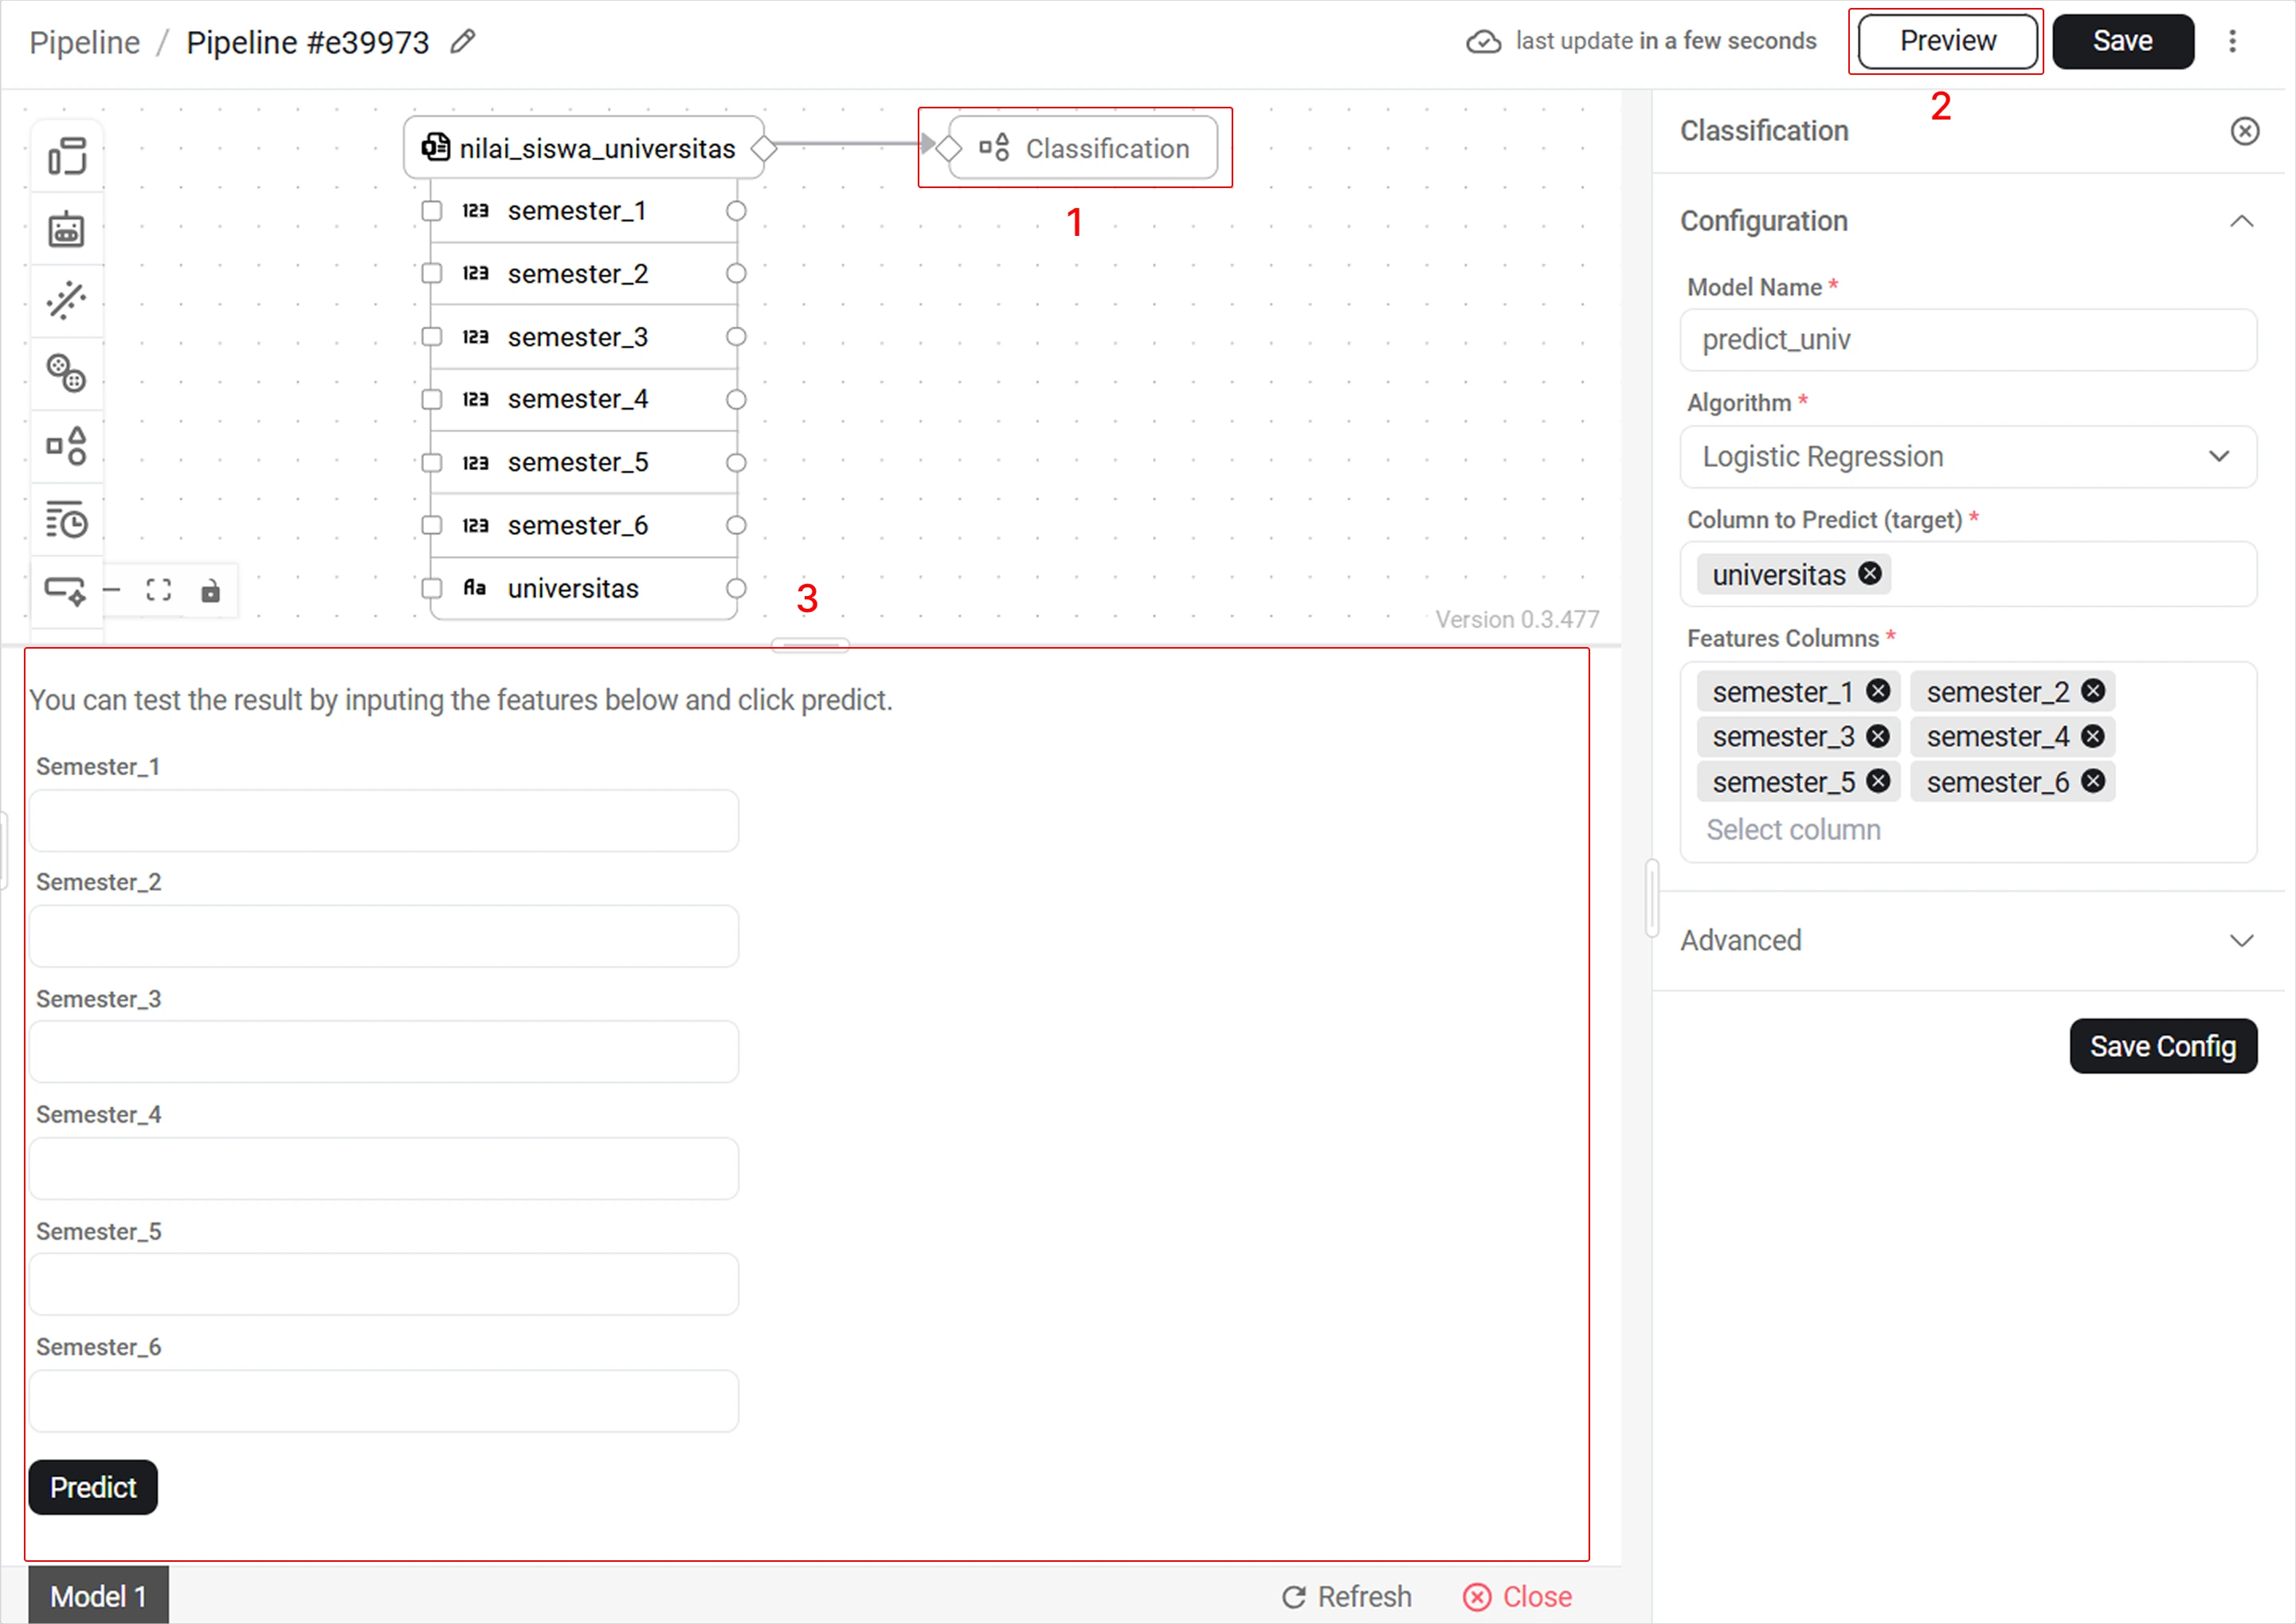 Pipeline / Pipeline #e39973
last update in a few seconds
Preview
Save
2
nilai_siswa_universitas
Classification
1
123 semester_1
123 semester_2
123 semester_3
123 semester_4
123 semester_5
123 semester_6
Aa universitas
3
Version 0.3.477
You can test the result by inputing the features below and click predict.
Semester_1
Semester_2
Semester_3
Semester_4
Semester_5
Semester_6
Predict
Model 1
Refresh
Close
Classification
Configuration
Model Name *
predict_univ
Algorithm *
Logistic Regression
Column to Predict (target) *
universitas
Features Columns *
semester_1 semester_2
semester_3 semester_4
semester_5 semester_6
Select column
Advanced
Save Config